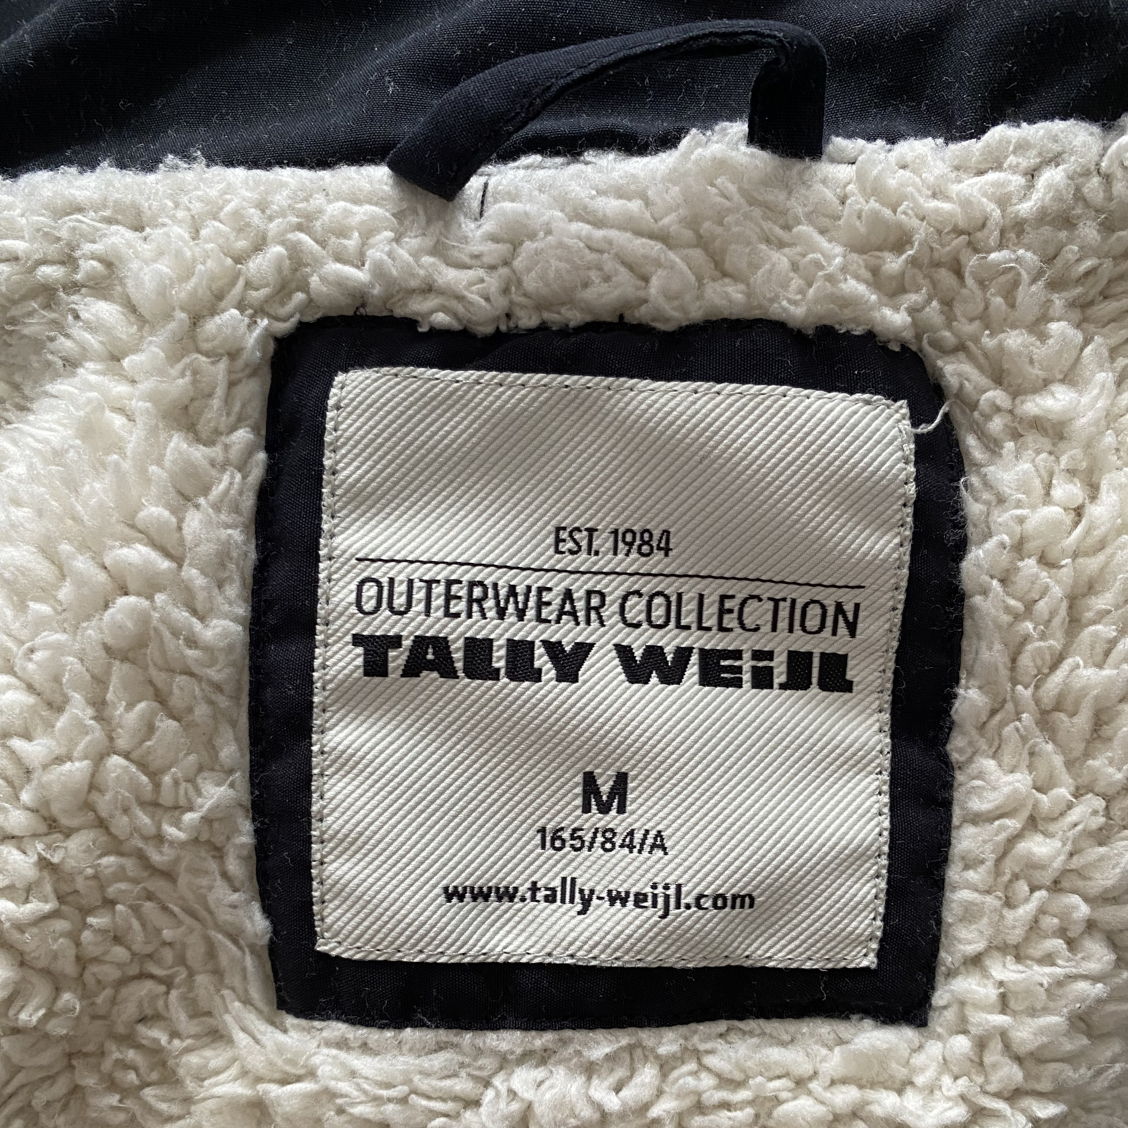 EST. 1984
OUTERWEAR COLLECTION
TALLY WEiJL
M
165/84/A
www.tally-weijl.com